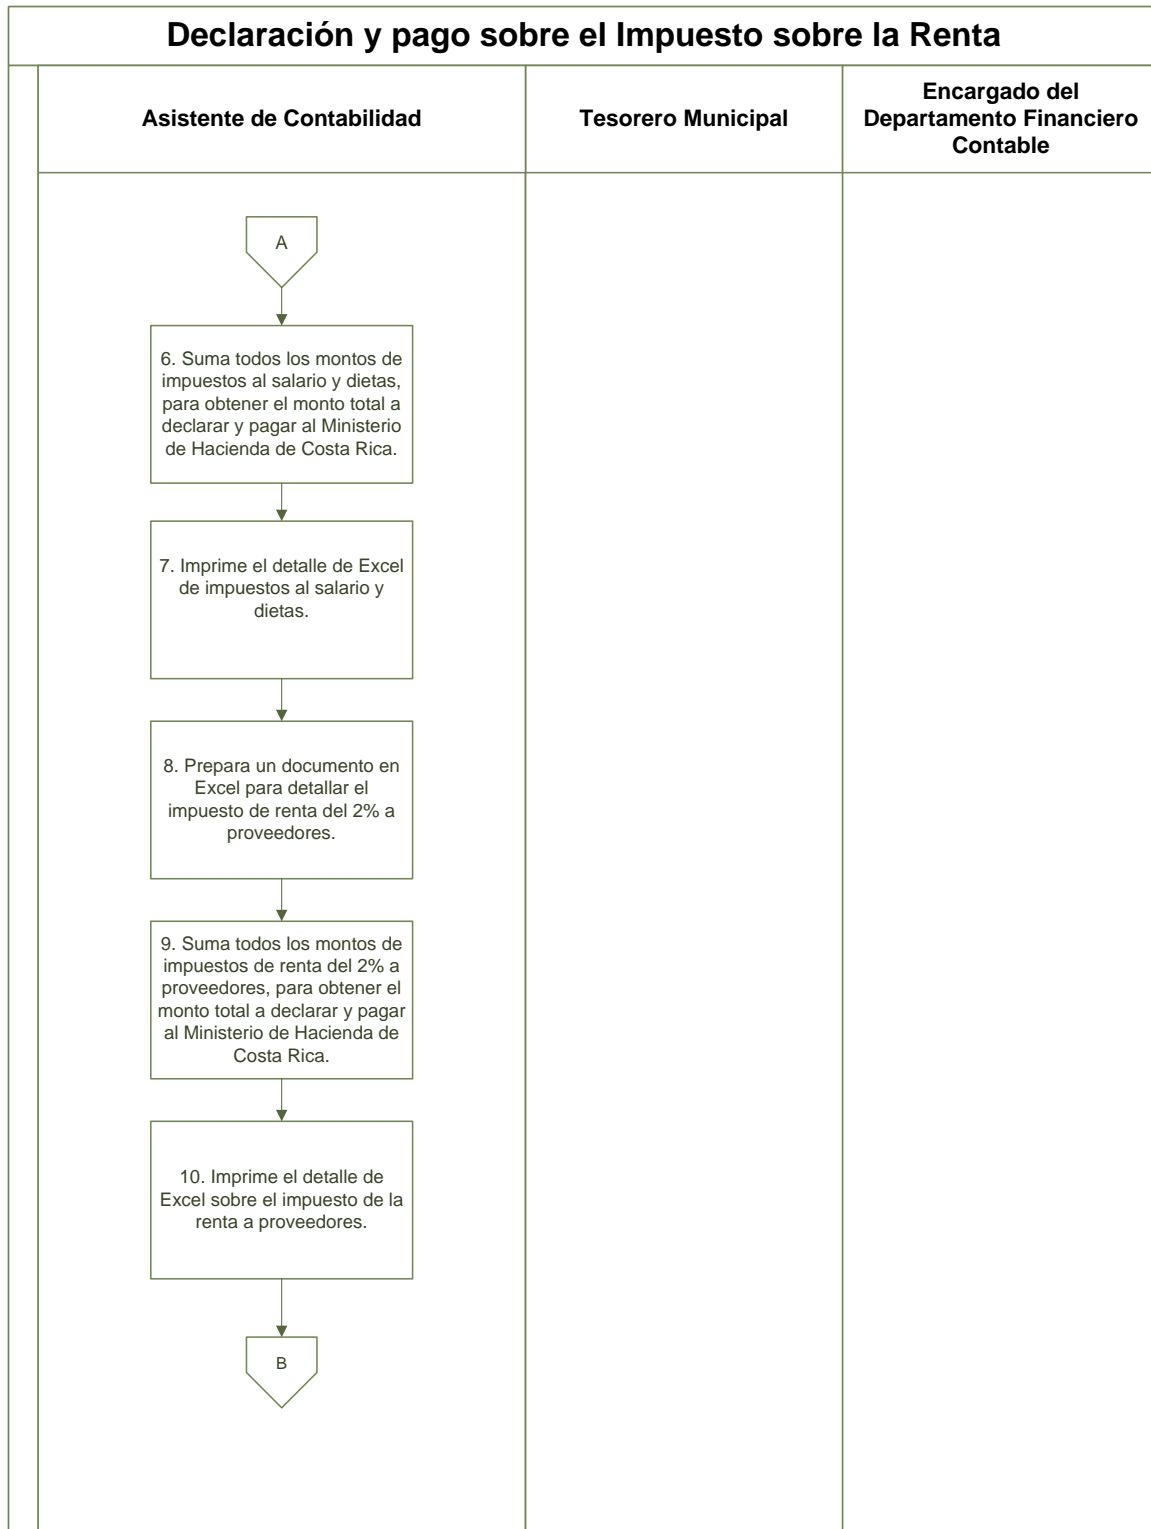 Declaración y pago sobre el Impuesto sobre la Renta
Asistente de Contabilidad
Tesorero Municipal
Encargado del
Departamento Financiero
Contable
A
6. Suma todos los montos de
impuestos al salario y dietas,
para obtener el monto total a
declarar y pagar al Ministerio
de Hacienda de Costa Rica.
7. Imprime el detalle de Excel
de impuestos al salario y
dietas.
8. Prepara un documento en
Excel para detallar el
impuesto de renta del 2% a
proveedores.
9. Suma todos los montos de
impuestos de renta del 2% a
proveedores, para obtener el
monto total a declarar y pagar
al Ministerio de Hacienda de
Costa Rica.
10. Imprime el detalle de
Excel sobre el impuesto de la
renta a proveedores.
B